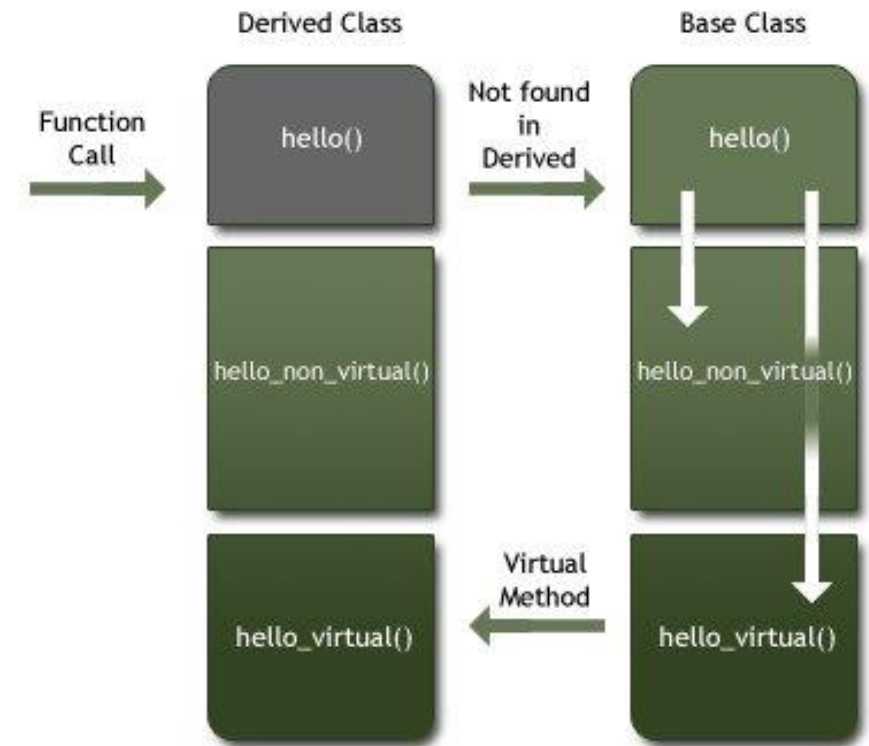 Derived Class
Base Class
Function
Call
hello()
Not found
in
Derived
hello()
hello_non_virtual()
hello_non_virtual()
hello_virtual()
Virtual
Method
hello_virtual()